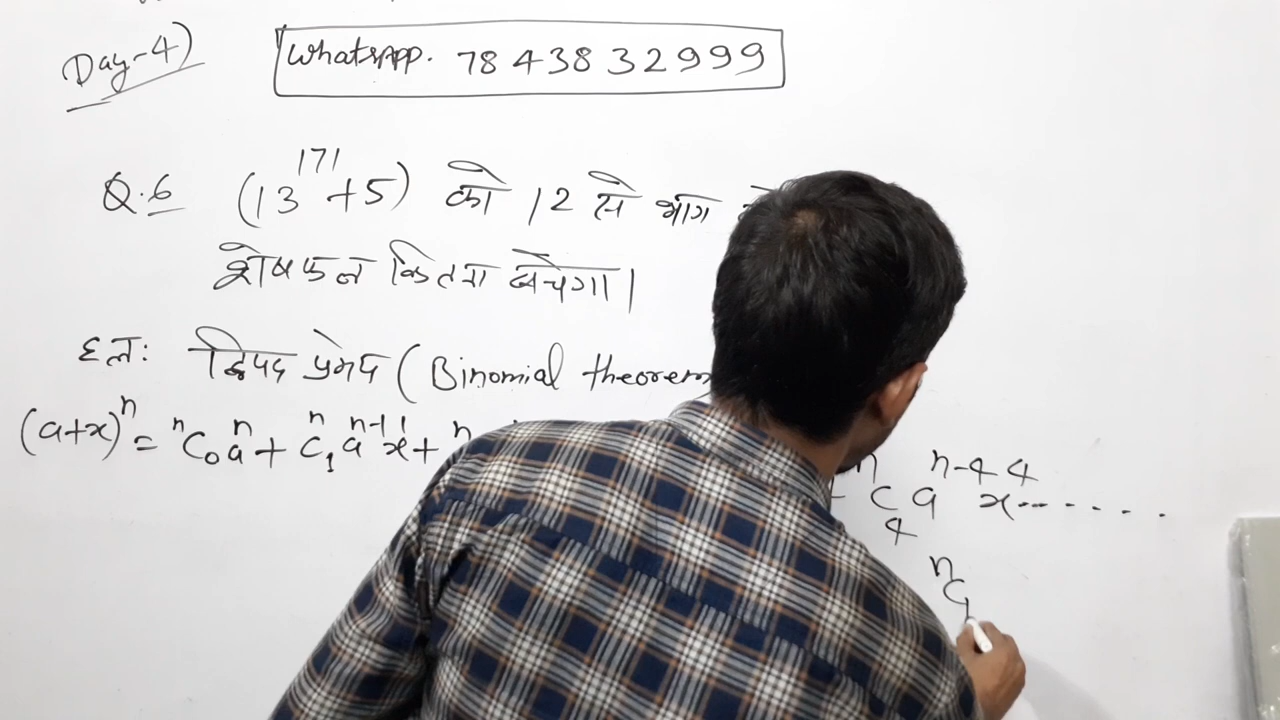 Day-4)
WhatsApp. 7843832999
Q.6 (13^171+5) को 12 से भाग
शेषफल कितना बचेगा।
हल: द्विपद प्रमेय (Binomial theorem
(a+x)^n = ^nC_0 a^n + ^nC_1 a^n-1 x^1 + ^n
^nC_4 a^n-4 x^4 ......
^nC